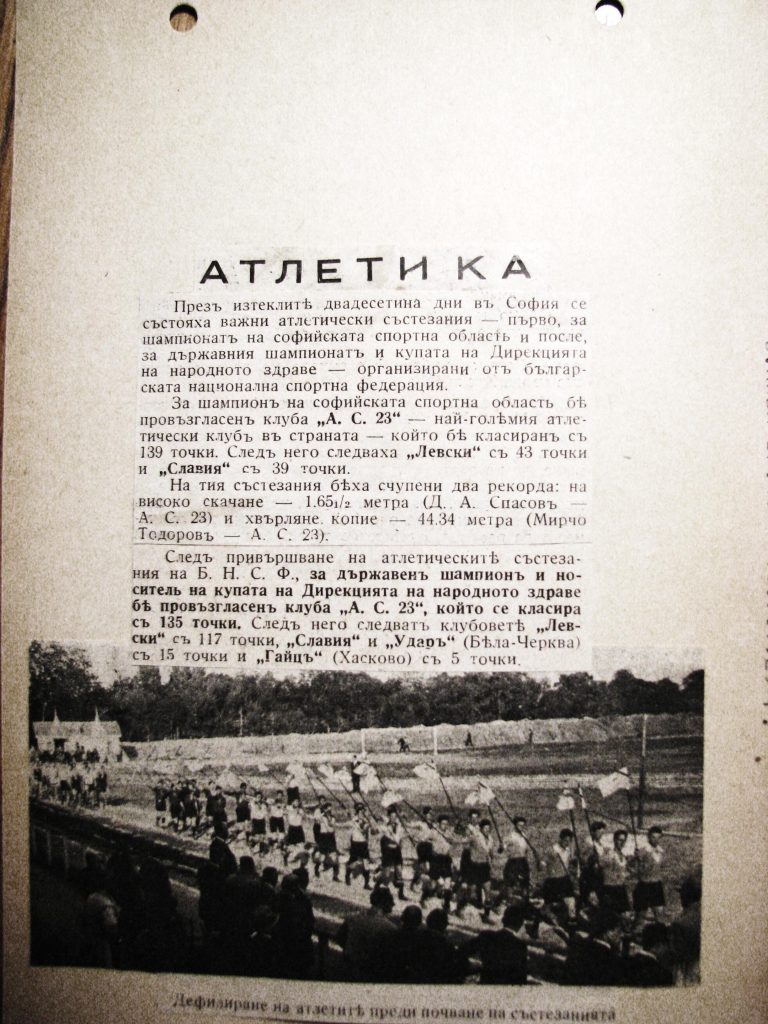 АТЛЕТИКА
Презъ изтеклитѣ двадесетина дни въ София се
състояха важни атлетически състезания — първо, за
шампионатъ на софийската спортна область и после,
за държавния шампионатъ и купата на Дирекцията
на народното здраве — организирани отъ българ-
ската национална спортна федерация.
За шампионъ на софийската спортна область бѣ
провъзгласенъ клуба „А. С. 23“ — най-голѣмия атле-
тически клубъ въ страната — който бѣ класиранъ съ
139 точки. Следъ него следваха „Левски“ съ 43 точки
и „Славия“ съ 39 точки.
На тия състезания бѣха счупени два рекорда: на
високо скачане — 1.65 1/2 метра (Д. А. Спасовъ —
А. С. 23) и хвърляне копие — 44.34 метра (Мирчо
Тодоровъ — А. С. 23).
Следъ привършване на атлетическитѣ състеза-
ния на Б. Н. С. Ф., за държавенъ шампионъ и но-
ситель на купата на Дирекцията на народното здраве
бѣ провъзгласенъ клуба „А. С. 23“, който се класира
съ 135 точки. Следъ него следватъ клубоветѣ „Лев-
ски“ съ 117 точки, „Славия“ и „Ударъ“ (Бѣла-Черква)
съ 15 точки и „Гайцъ“ (Хасково) съ 5 точки.
Дефилиране на атлетитѣ преди почване на състезанията